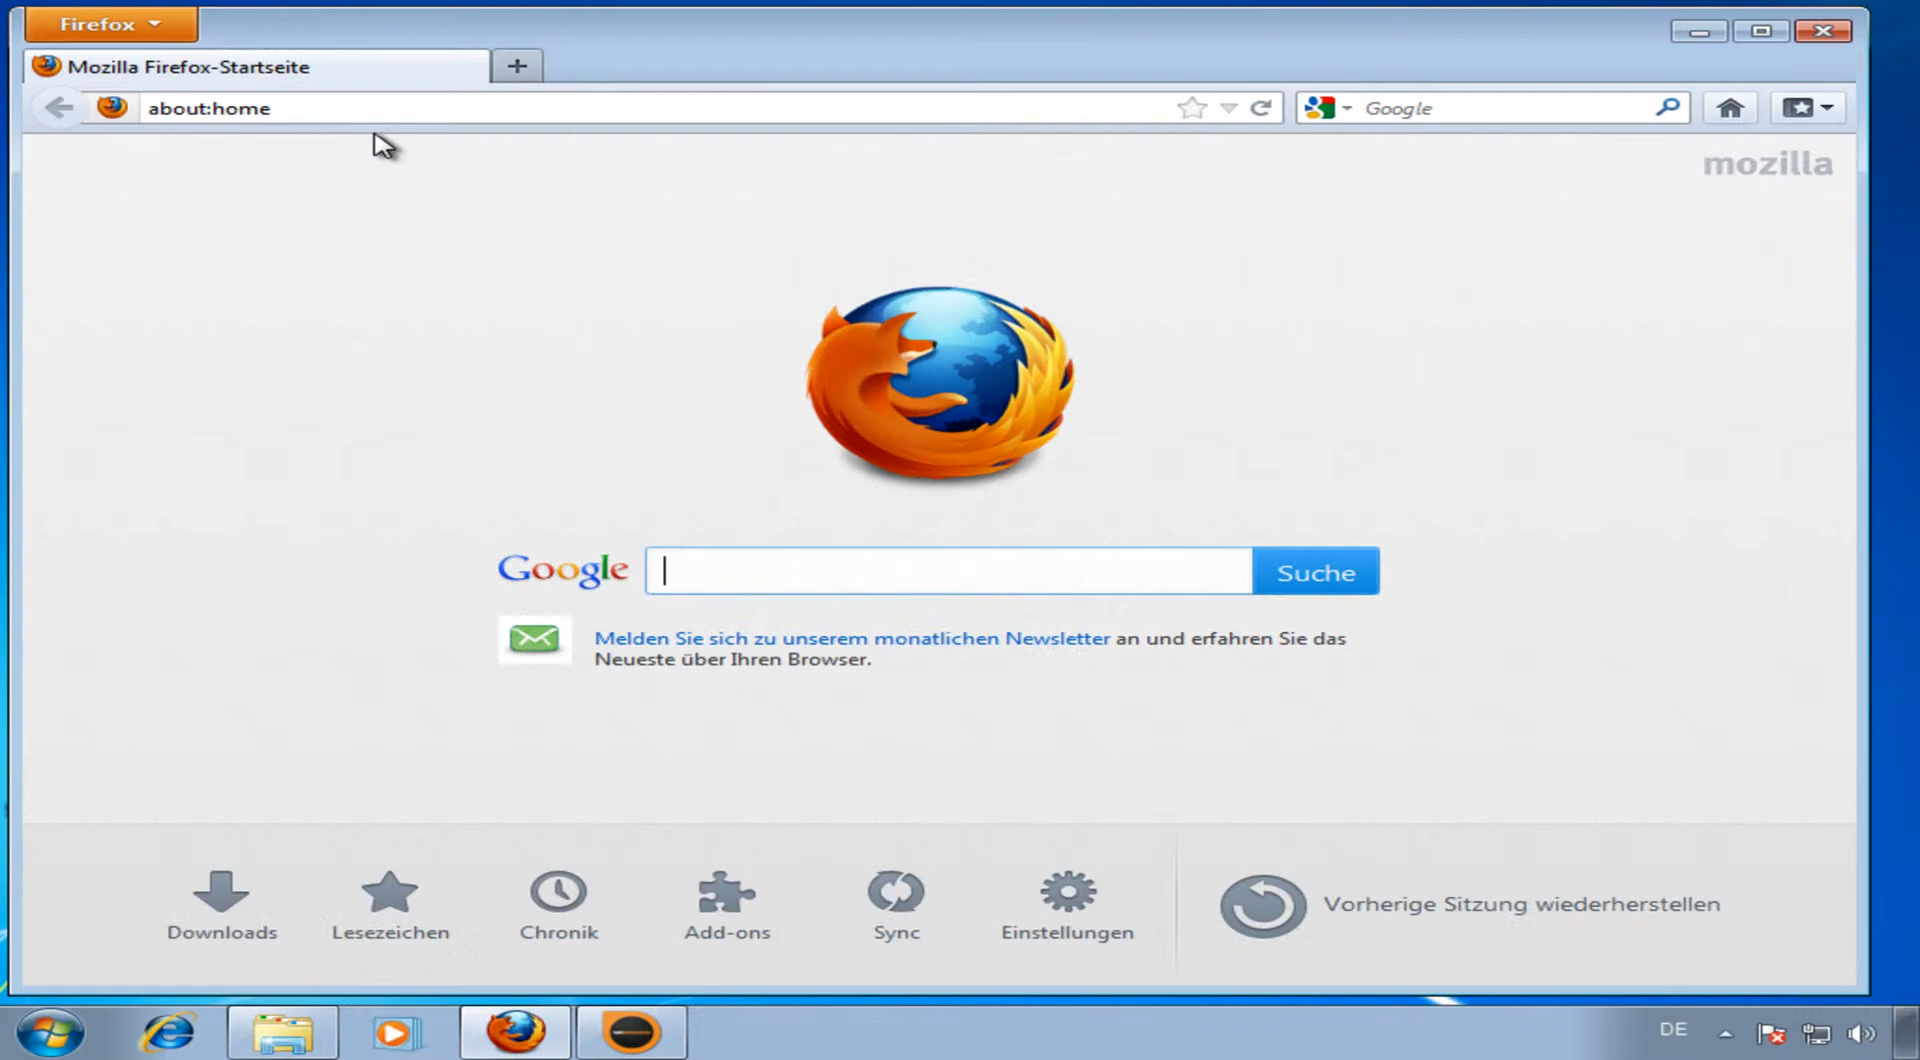 Firefox
Mozilla Firefox-Startseite
about:home
Google
mozilla
Google
Suche
Melden Sie sich zu unserem monatlichen Newsletter an und erfahren Sie das
Neueste über Ihren Browser.
Downloads
Lesezeichen
Chronik
Add-ons
Sync
Einstellungen
Vorherige Sitzung wiederherstellen
DE